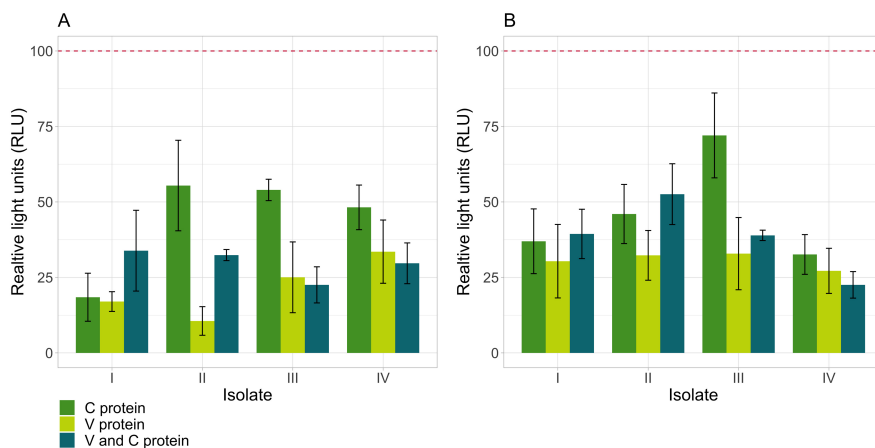 A
Realtive light units (RLU)
100
75
50
25
0
I II III IV
Isolate
B
Realtive light units (RLU)
100
75
50
25
0
I II III IV
Isolate
C protein
V protein
V and C protein